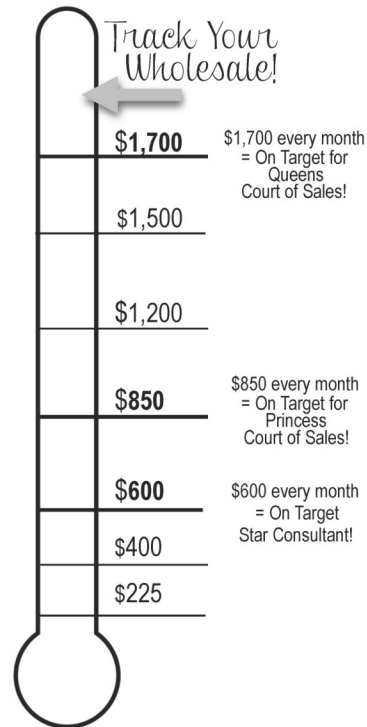 Track Your
Wholesale!
$1,700
$1,700 every month
= On Target for
Queens
Court of Sales!
$1,500
$1,200
$850
$850 every month
= On Target for
Princess
Court of Sales!
$600
$600 every month
= On Target
Star Consultant!
$400
$225